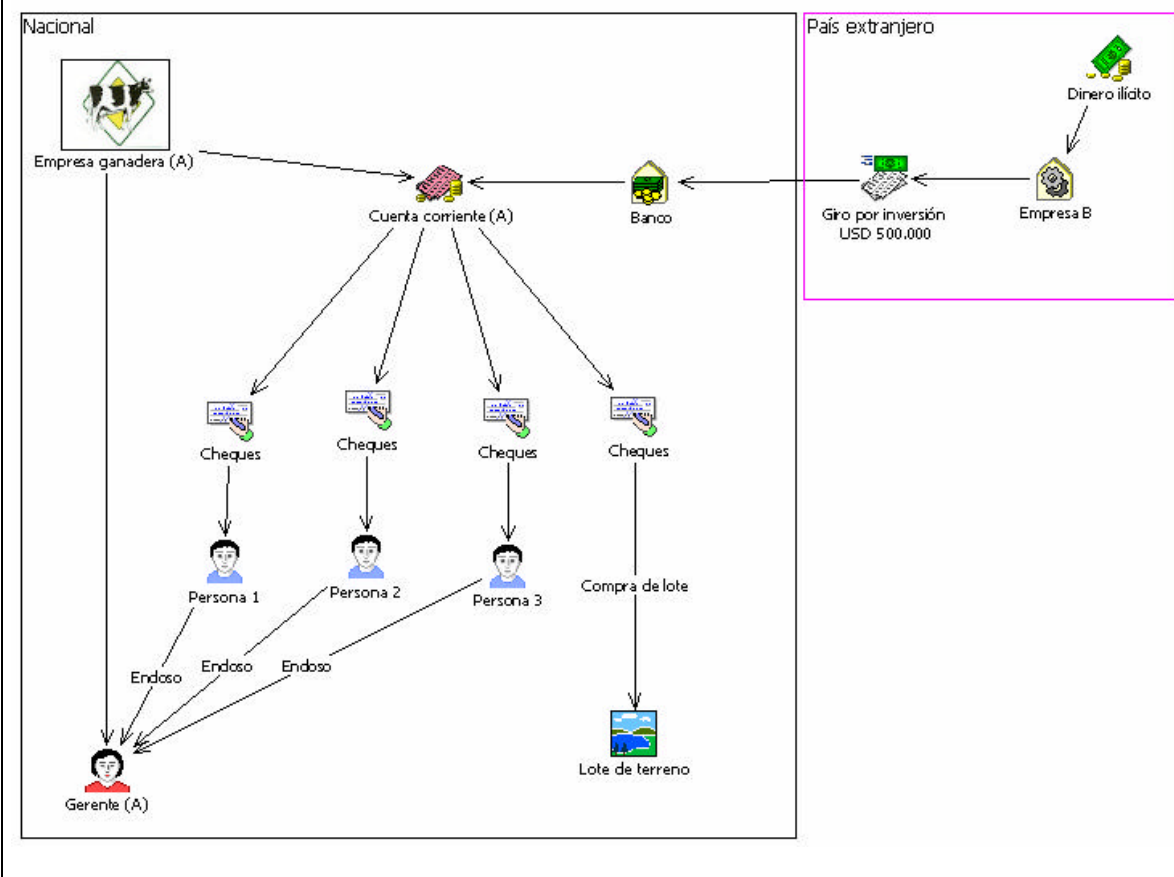 Nacional
País extranjero
Dinero ilícito
Empresa ganadera (A)
Cuenta corriente (A)
Banco
Giro por inversión
USD 500.000
Empresa B
Cheques
Cheques
Cheques
Cheques
Persona 1
Persona 2
Persona 3
Compra de lote
Endoso
Endoso
Endoso
Lote de terreno
Gerente (A)